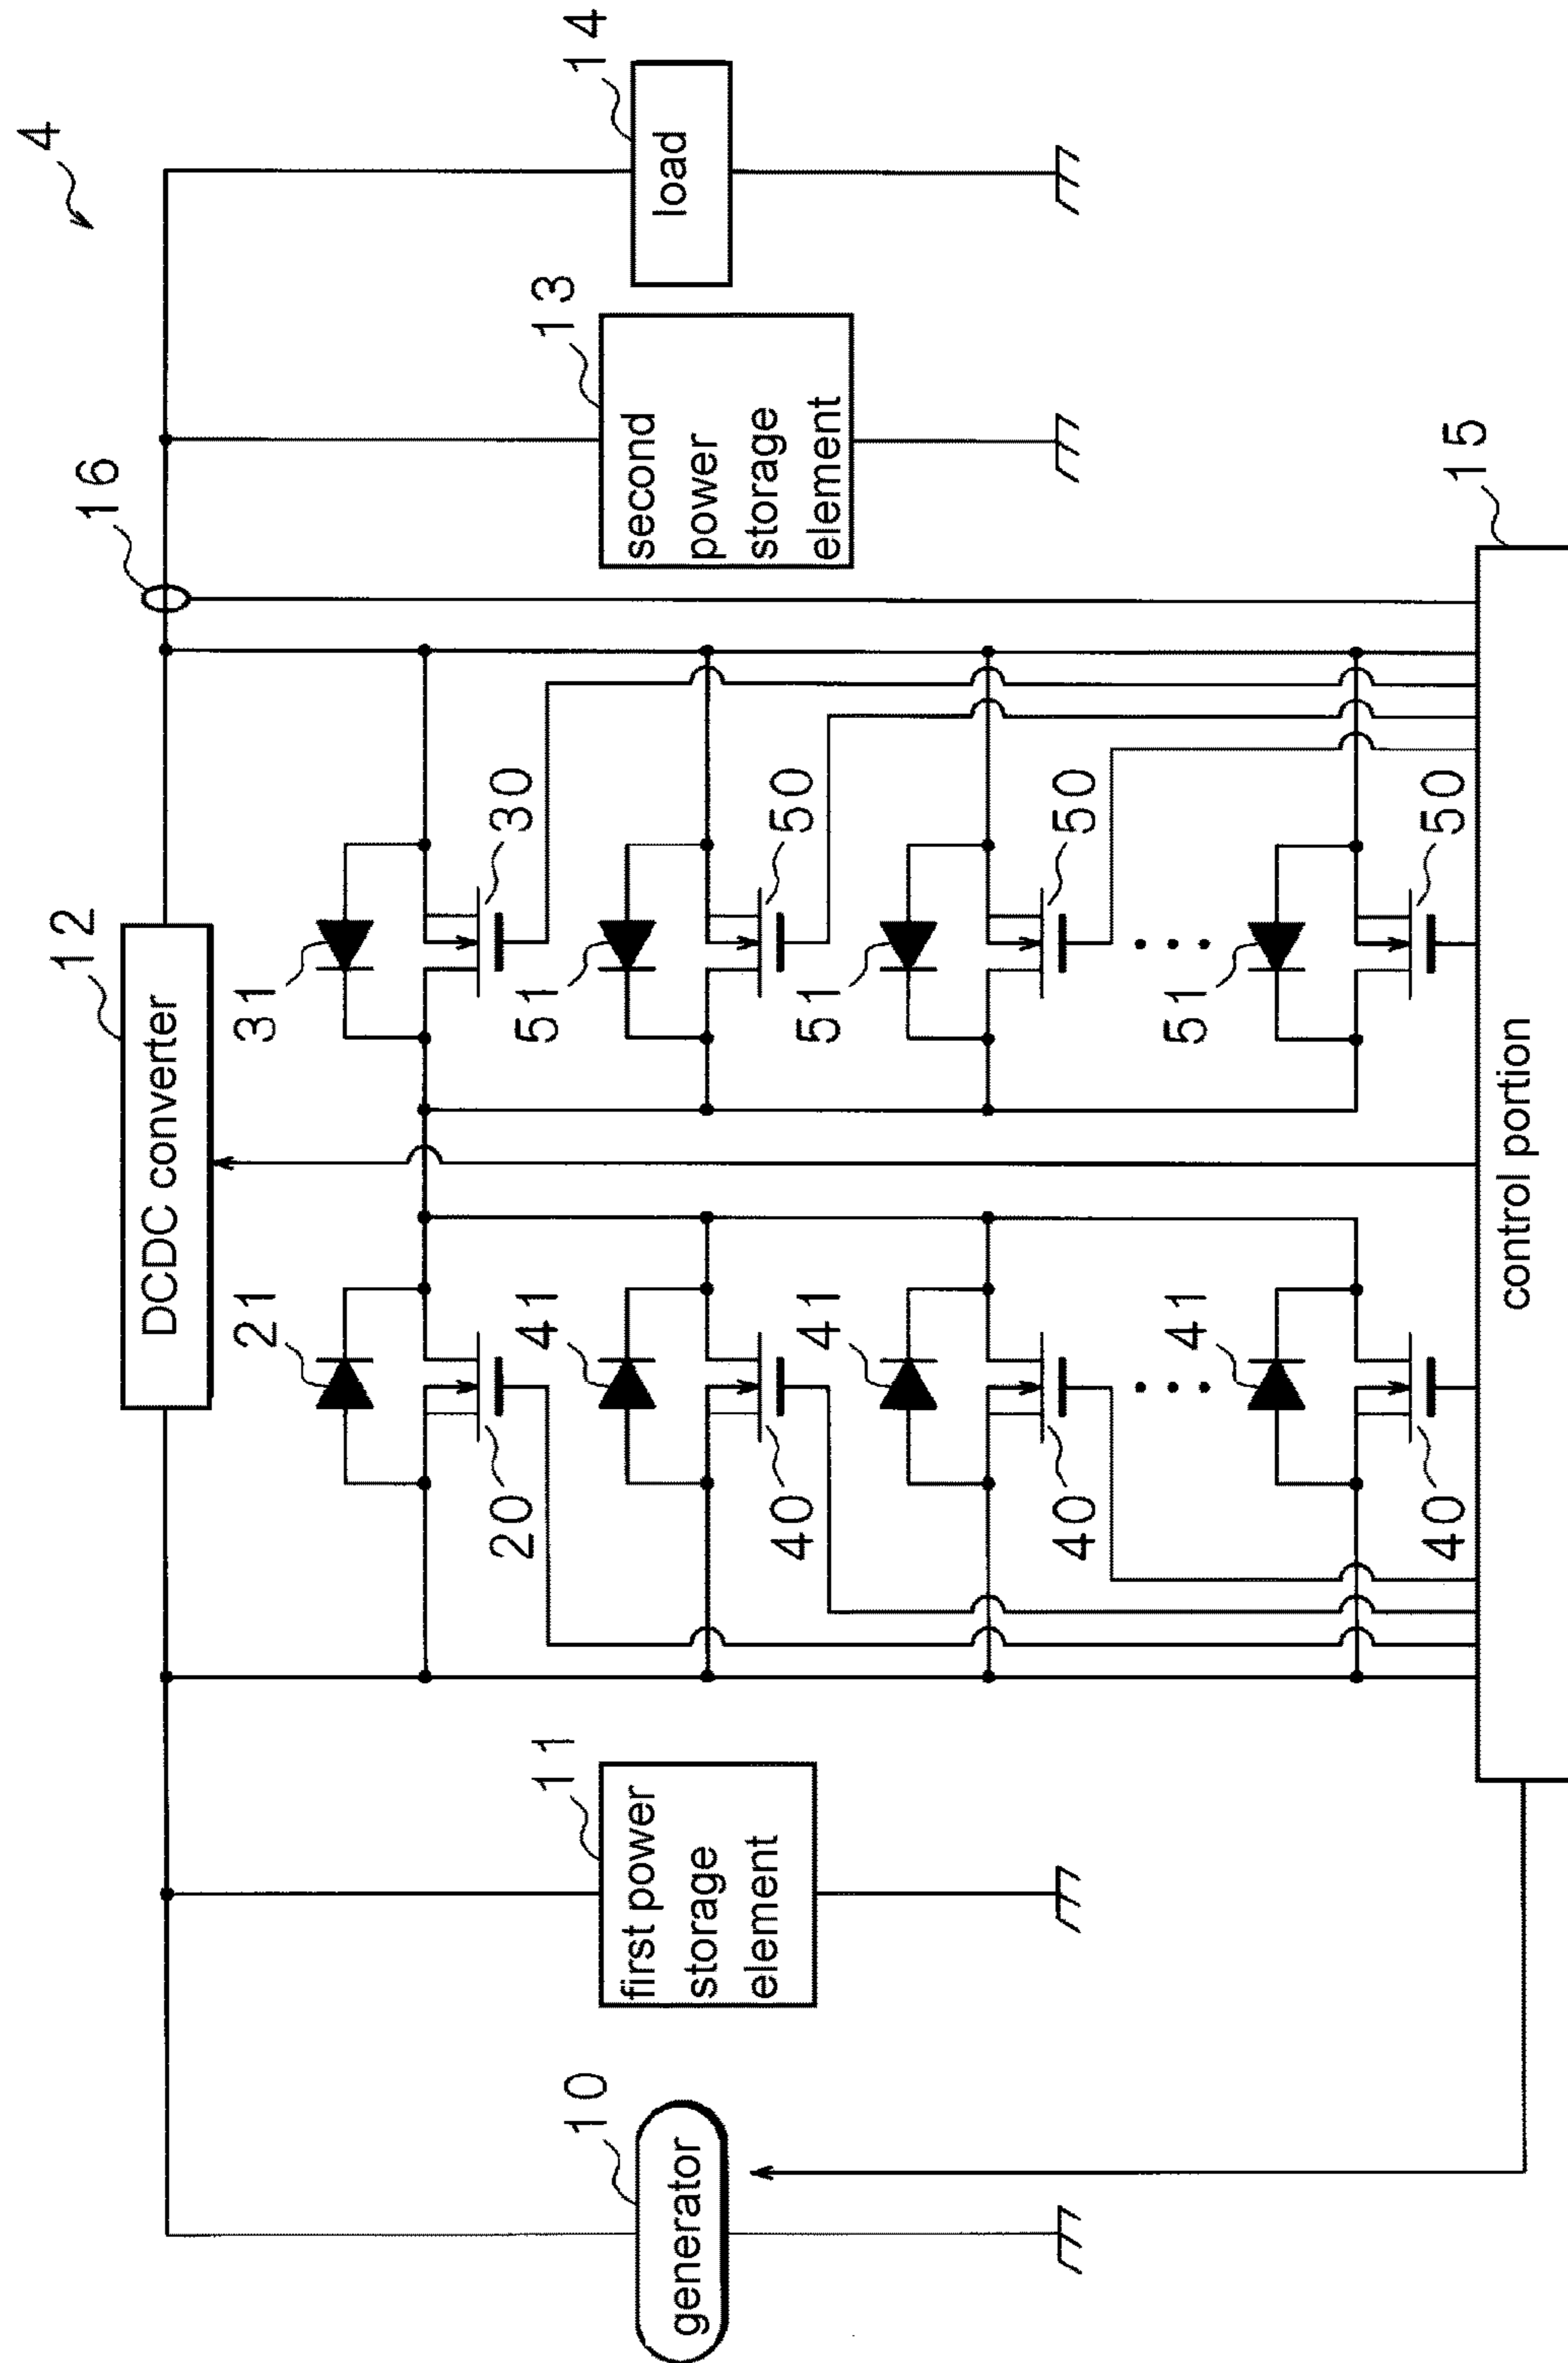 4
12
16
DCDC converter
21
31
20
30
41
51
11
13
10
14
first power
storage
element
second
power
storage
element
load
generator
40
50
41
51
40
50
41
51
40
50
15
control portion